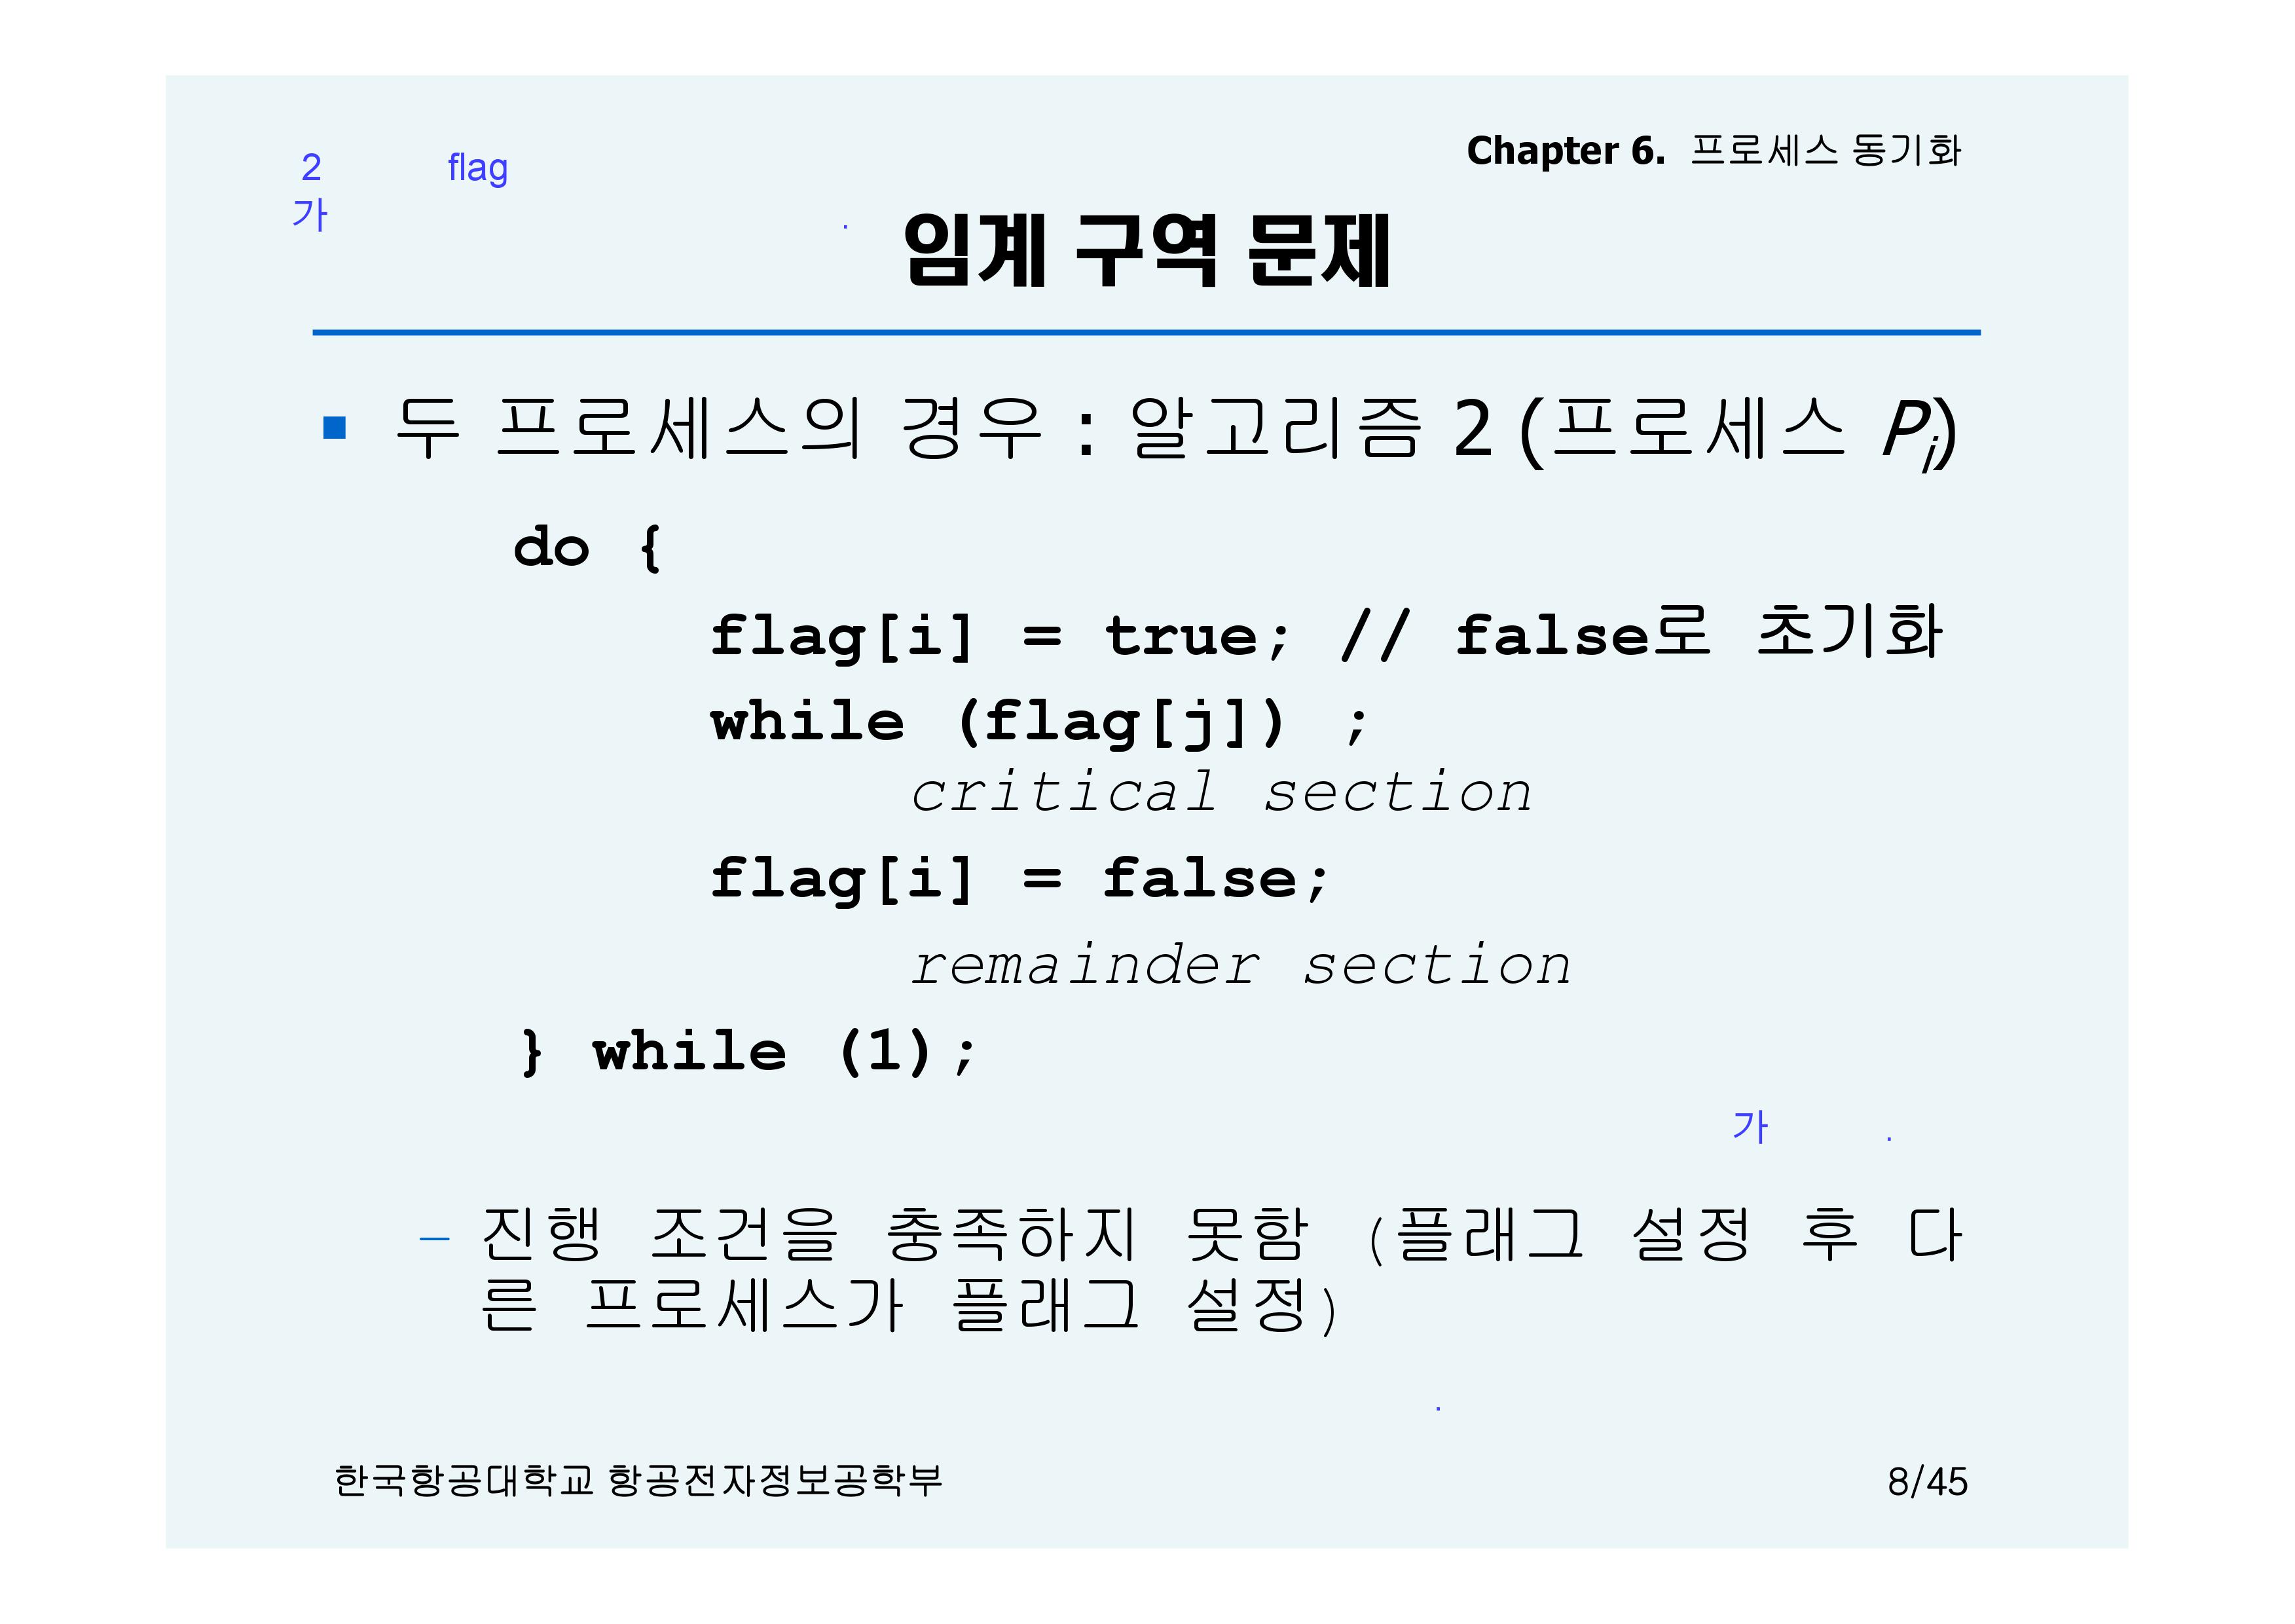 Chapter 6. 프로세스 동기화
2 flag
가 .
임계 구역 문제
■ 두 프로세스의 경우 : 알고리즘 2 (프로세스 Pi)
do {
flag[i] = true; // false로 초기화
while (flag[j]) ;
critical section
flag[i] = false;
remainder section
} while (1);
가 .
– 진행 조건을 충족하지 못함 (플래그 설정 후 다
른 프로세스가 플래그 설정)
.
한국항공대학교 항공전자정보공학부
8/45